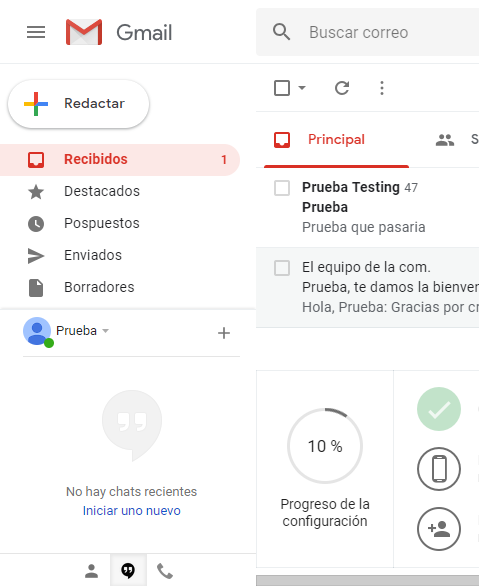 Gmail
Buscar correo
Redactar
Recibidos 1
Destacados
Pospuestos
Enviados
Borradores
Prueba
No hay chats recientes
Iniciar uno nuevo
Principal
S
Prueba Testing 47
Prueba
Prueba que pasaria
El equipo de la com.
Prueba, te damos la bienven
Hola, Prueba: Gracias por cr
10 %
Progreso de la
configuración